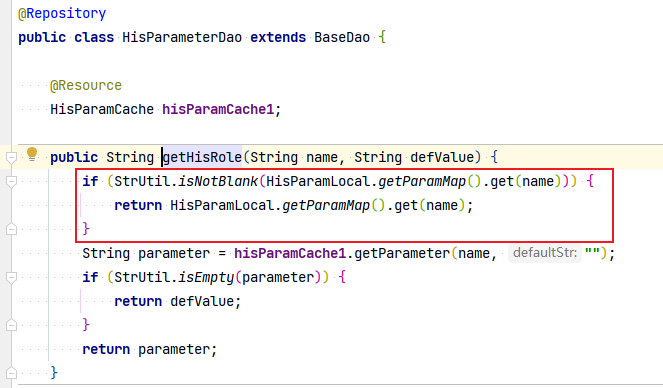 @Repository
public class HisParameterDao extends BaseDao {
@Resource
HisParamCache hisParamCache1;
public String getHisRole(String name, String defValue) {
if (StrUtil.isNotBlank(HisParamLocal.getParamMap().get(name))) {
return HisParamLocal.getParamMap().get(name);
}
String parameter = hisParamCache1.getParameter(name, defaultStr: "");
if (StrUtil.isEmpty(parameter)) {
return defValue;
}
return parameter;
}